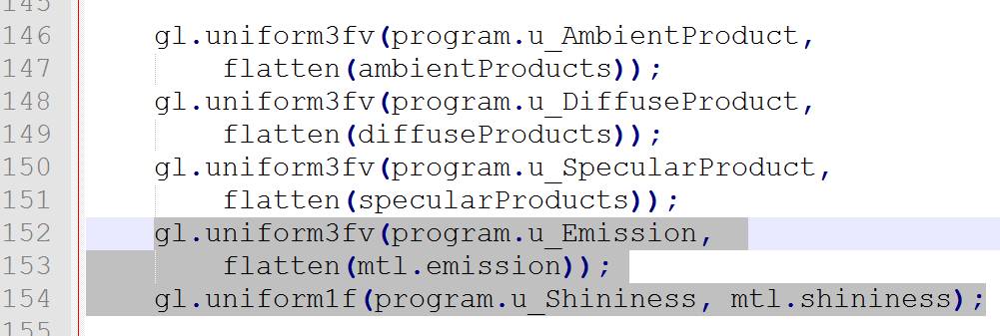 145
146 gl.uniform3fv(program.u_AmbientProduct,
147 flatten(ambientProducts));
148 gl.uniform3fv(program.u_DiffuseProduct,
149 flatten(diffuseProducts));
150 gl.uniform3fv(program.u_SpecularProduct,
151 flatten(specularProducts));
152 gl.uniform3fv(program.u_Emission,
153 flatten(mtl.emission));
154 gl.uniform1f(program.u_Shininess, mtl.shininess);
155